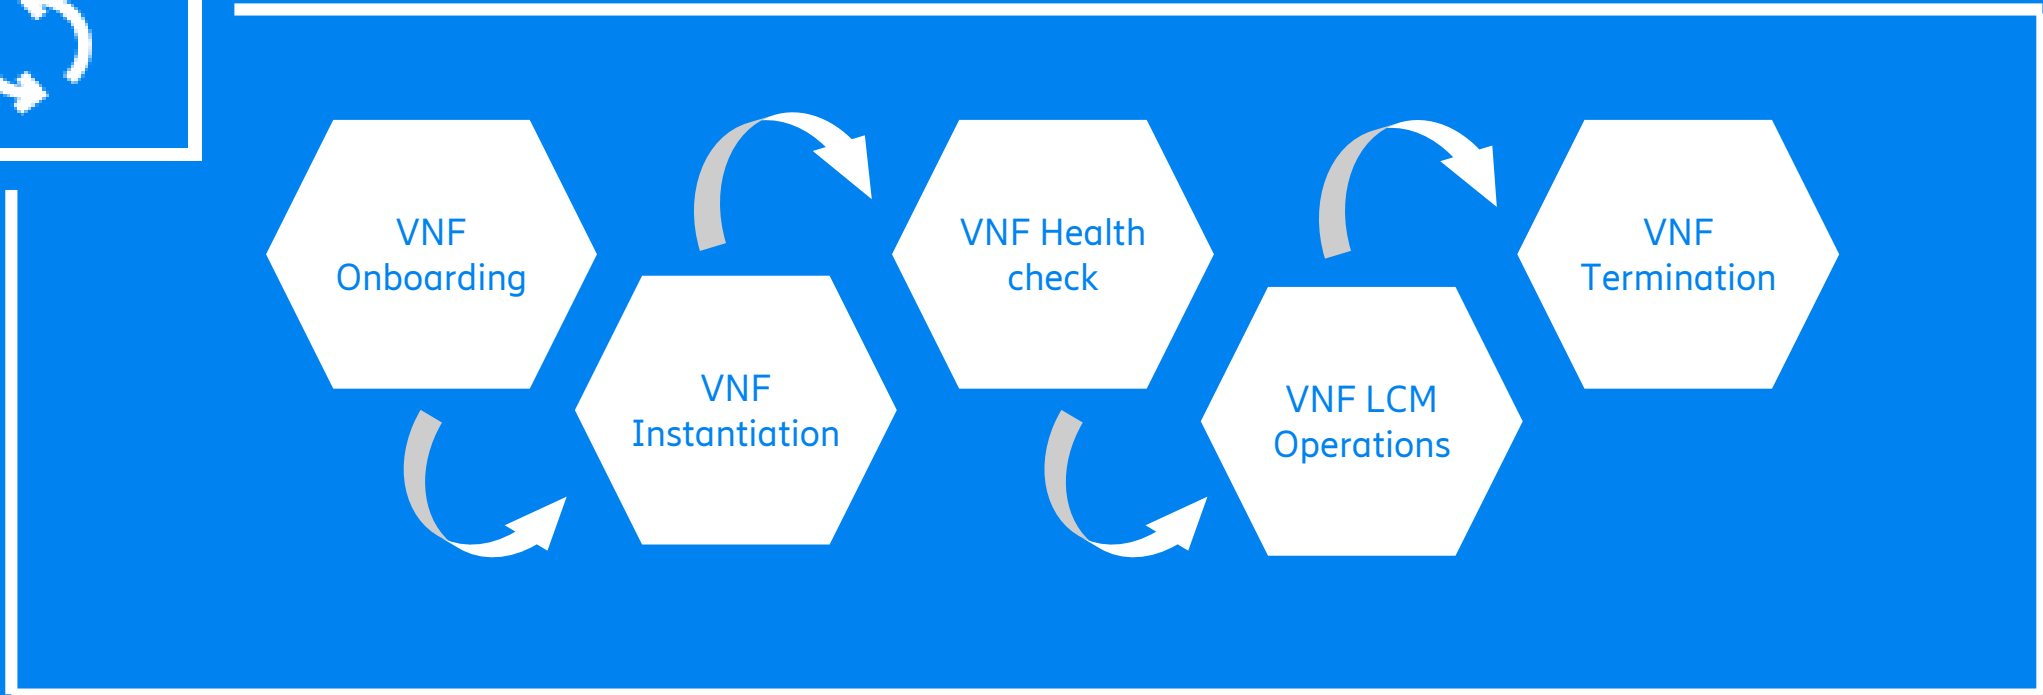 VNF
Onboarding
VNF
Instantiation
VNF Health
check
VNF LCM
Operations
VNF
Termination